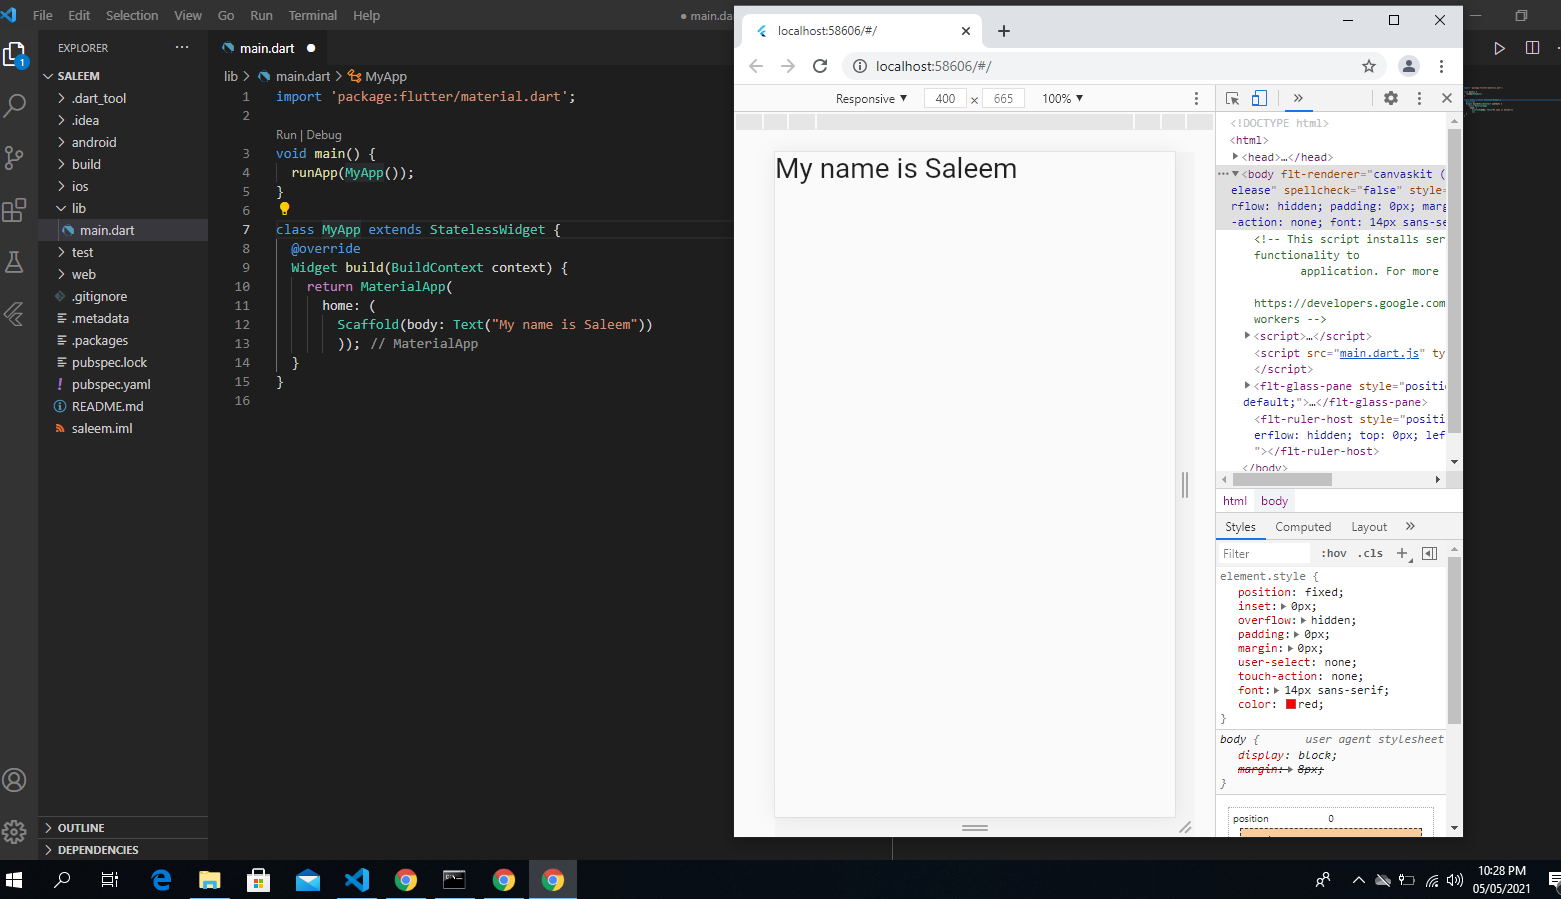 File Edit Selection View Go Run Terminal Help
● main.da
EXPLORER
SALEEM
.dart_tool
.idea
android
build
ios
lib
main.dart
test
web
.gitignore
.metadata
.packages
pubspec.lock
pubspec.yaml
README.md
saleem.iml
OUTLINE
DEPENDENCIES
1
main.dart
lib > main.dart > MyApp
1 import 'package:flutter/material.dart';
2
Run | Debug
3 void main() {
4 runApp(MyApp());
5 }
6
7 class MyApp extends StatelessWidget {
8 @override
9 Widget build(BuildContext context) {
10 return MaterialApp(
11 home: (
12 Scaffold(body: Text("My name is Saleem"))
13 )); // MaterialApp
14 }
15 }
16
localhost:58606/#/
localhost:58606/#/
Responsive ▼ 400 x 665 100% ▼
My name is Saleem
<!DOCTYPE html>
<html>
<head>…</head>
<body flt-renderer="canvaskit (
elease" spellcheck="false" style=
rflow: hidden; padding: 0px; marg
-action: none; font: 14px sans-se
<!-- This script installs ser
functionality to
application. For more
https://developers.google.com
workers -->
<script>…</script>
<script src="main.dart.js" ty
</script>
<flt-glass-pane style="positi
default;">…</flt-glass-pane>
<flt-ruler-host style="positi
erflow: hidden; top: 0px; lef
"></flt-ruler-host>
</body>
html body
Styles Computed Layout »
Filter :hov .cls +
element.style {
position: fixed;
inset: 0px;
overflow: hidden;
padding: 0px;
margin: 0px;
user-select: none;
touch-action: none;
font: 14px sans-serif;
color: red;
}
body { user agent stylesheet
display: block;
margin: 8px;
}
position 0
10:28 PM
05/05/2021